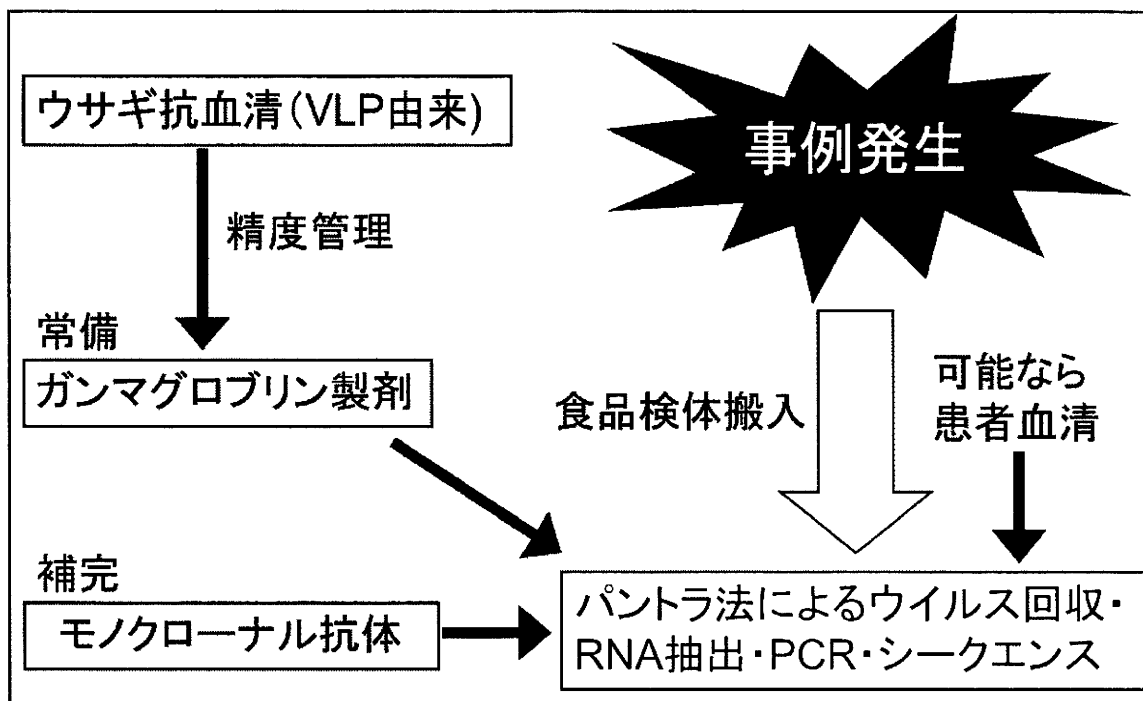 ウサギ抗血清(VLP由来)
事例発生
精度管理
常備
ガンマグロブリン製剤
食品検体搬入
可能なら
患者血清
補完
モノクローナル抗体
パントラ法によるウイルス回収・
RNA抽出・PCR・シークエンス